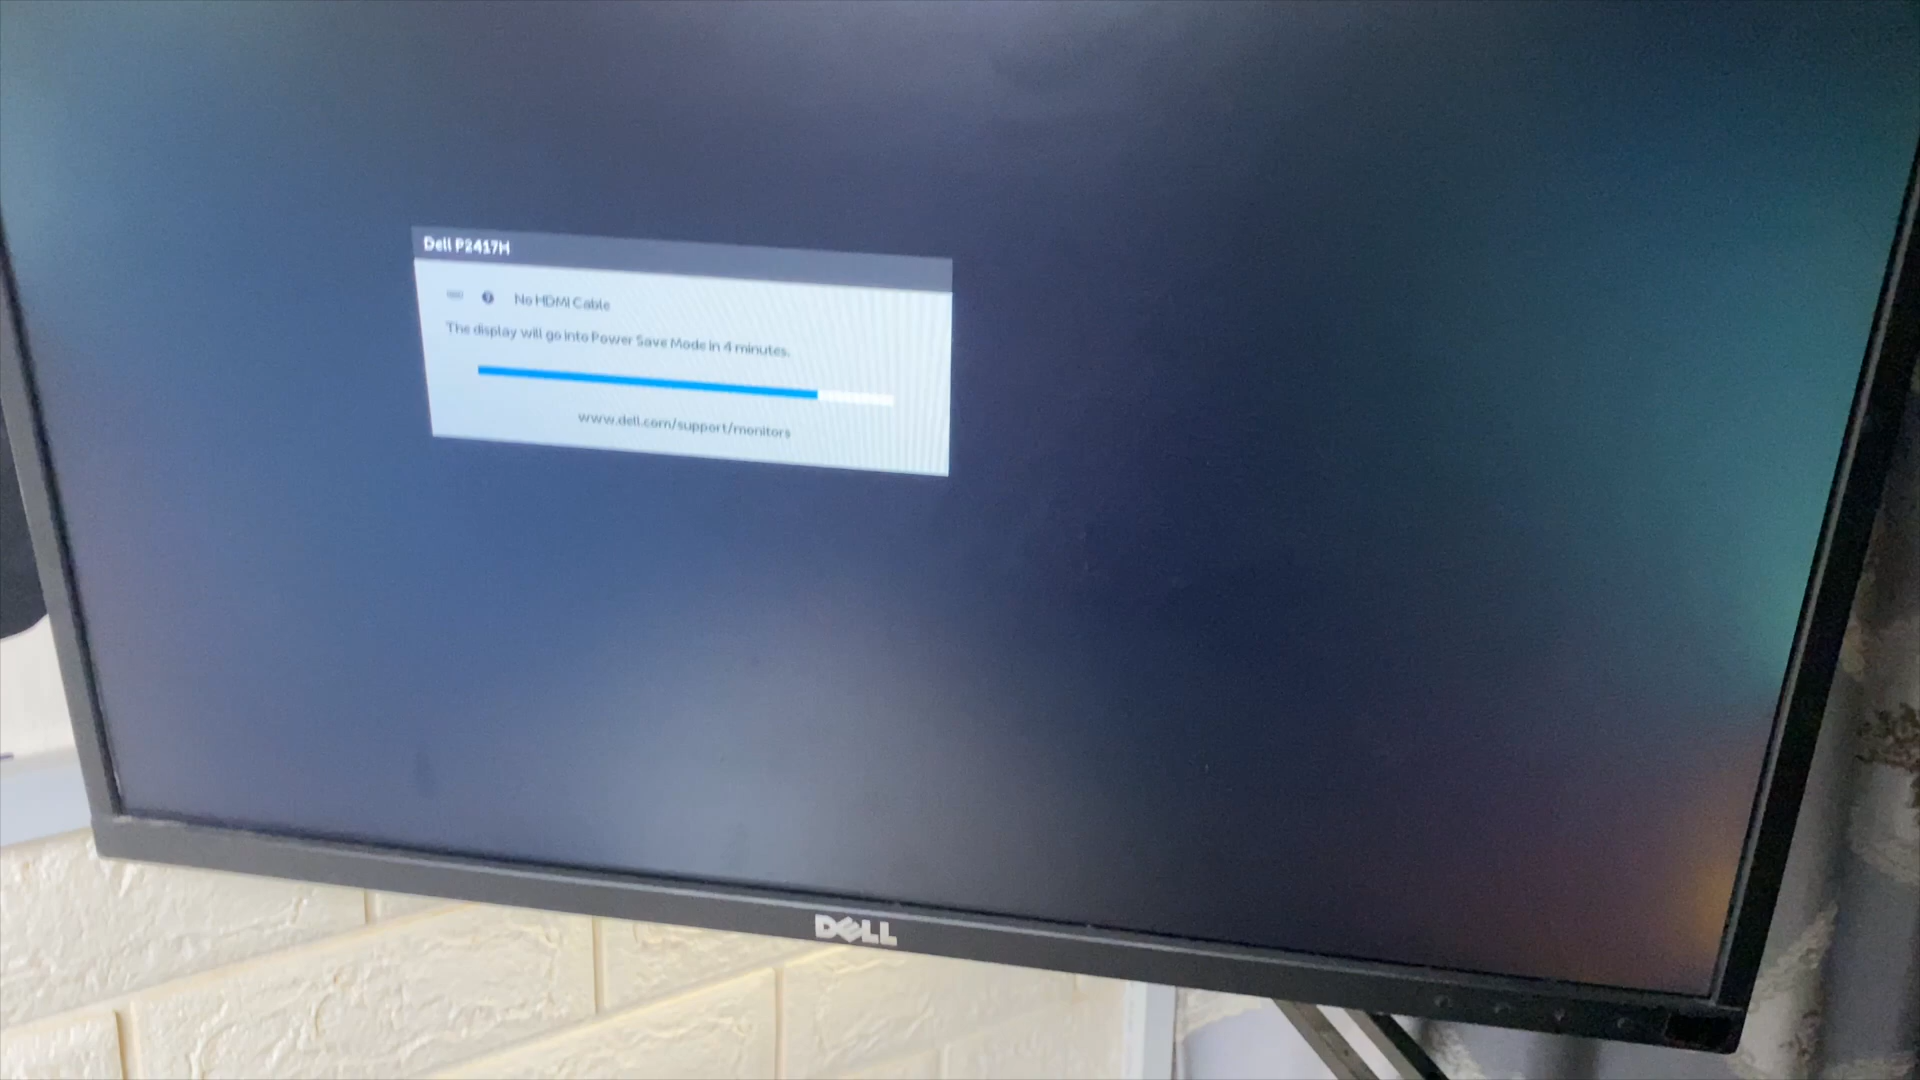 Dell P2417H
No HDMI Cable
The display will go into Power Save Mode in 4 minutes.
www.dell.com/support/monitors
DELL